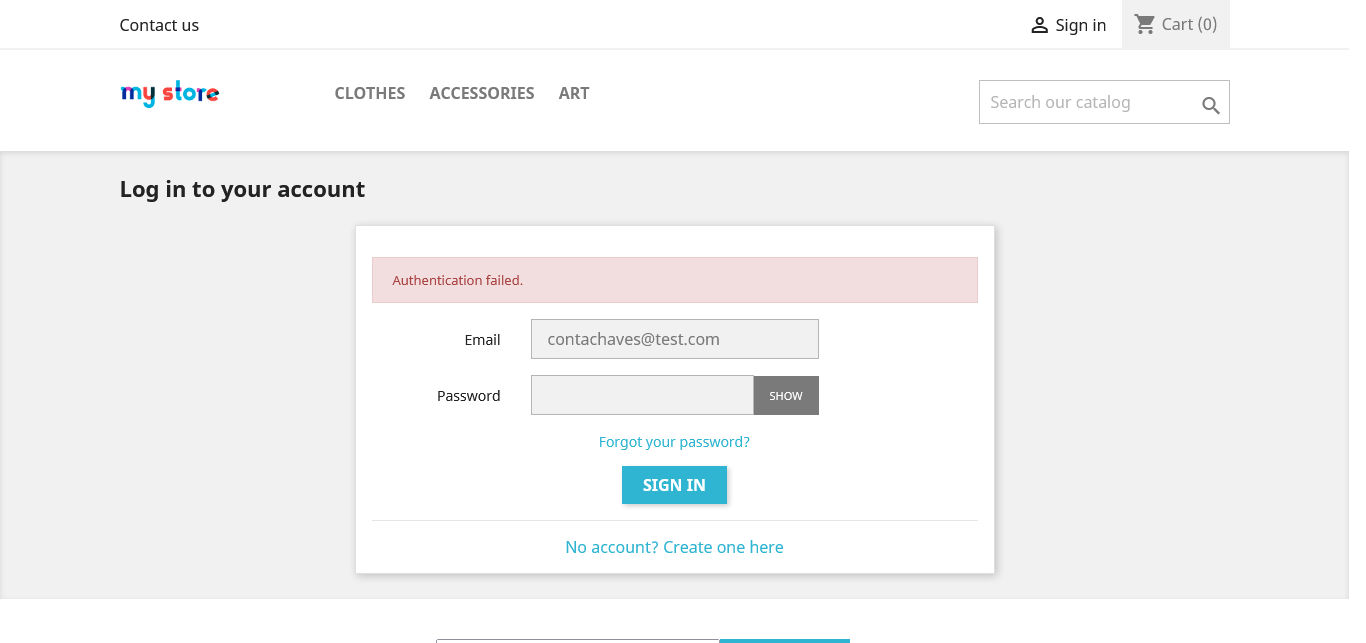 Contact us
Sign in
Cart (0)
my store
CLOTHES
ACCESSORIES
ART
Search our catalog
Log in to your account
Authentication failed.
Email
contachaves@test.com
Password
SHOW
Forgot your password?
SIGN IN
No account? Create one here